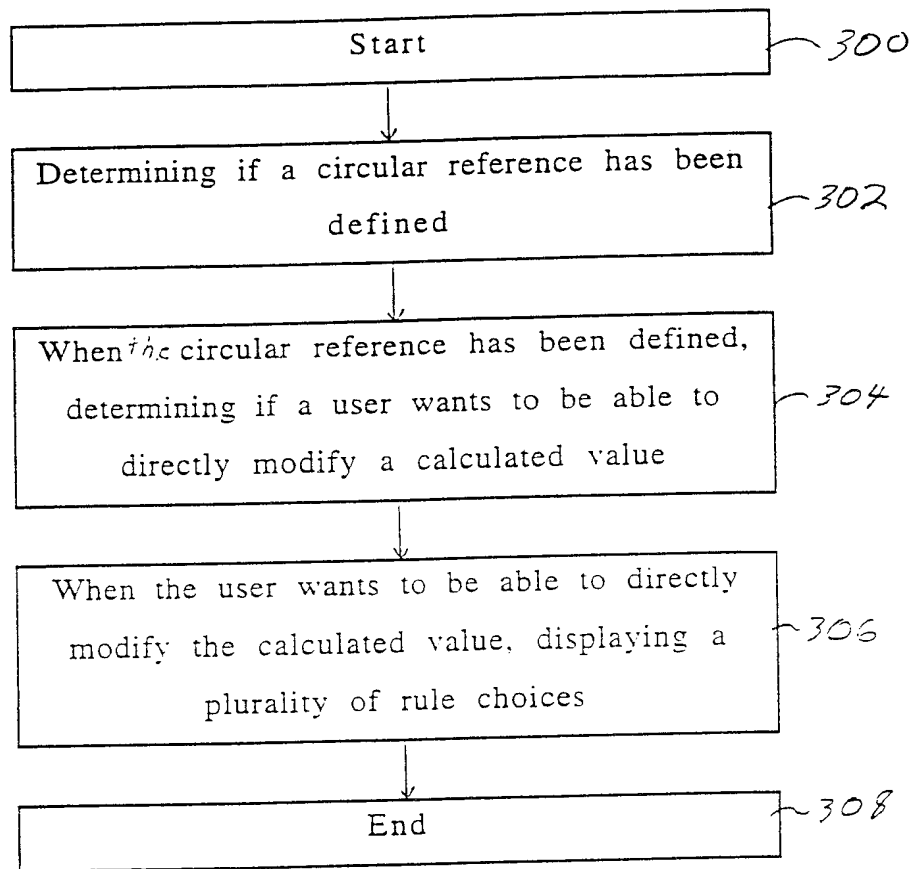 Start
300
Determining if a circular reference has been
defined
302
When the circular reference has been defined,
determining if a user wants to be able to
directly modify a calculated value
304
When the user wants to be able to directly
modify the calculated value, displaying a
plurality of rule choices
306
End
308